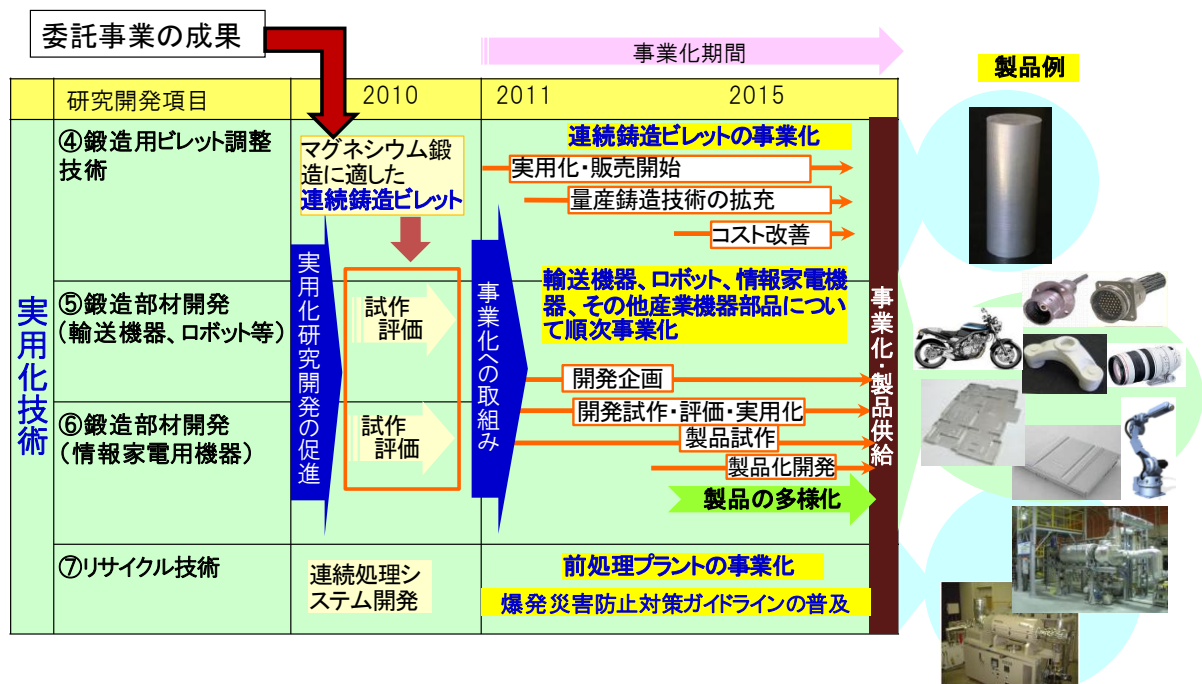 委託事業の成果
事業化期間
製品例
研究開発項目
2010
2011
2015
実用化技術
④鍛造用ビレット調整
技術
マグネシウム鍛
造に適した
連続鋳造ビレット
連続鋳造ビレットの事業化
実用化・販売開始
量産鋳造技術の拡充
コスト改善
実用化研究開発の促進
事業化への取組み
事業化・製品供給
⑤鍛造部材開発
(輸送機器、ロボット等)
試作
評価
輸送機器、ロボット、情報家電機
器、その他産業機器部品につい
て順次事業化
開発企画
⑥鍛造部材開発
(情報家電用機器)
試作
評価
開発試作・評価・実用化
製品試作
製品化開発
製品の多様化
⑦リサイクル技術
連続処理シ
ステム開発
前処理プラントの事業化
爆発災害防止対策ガイドラインの普及